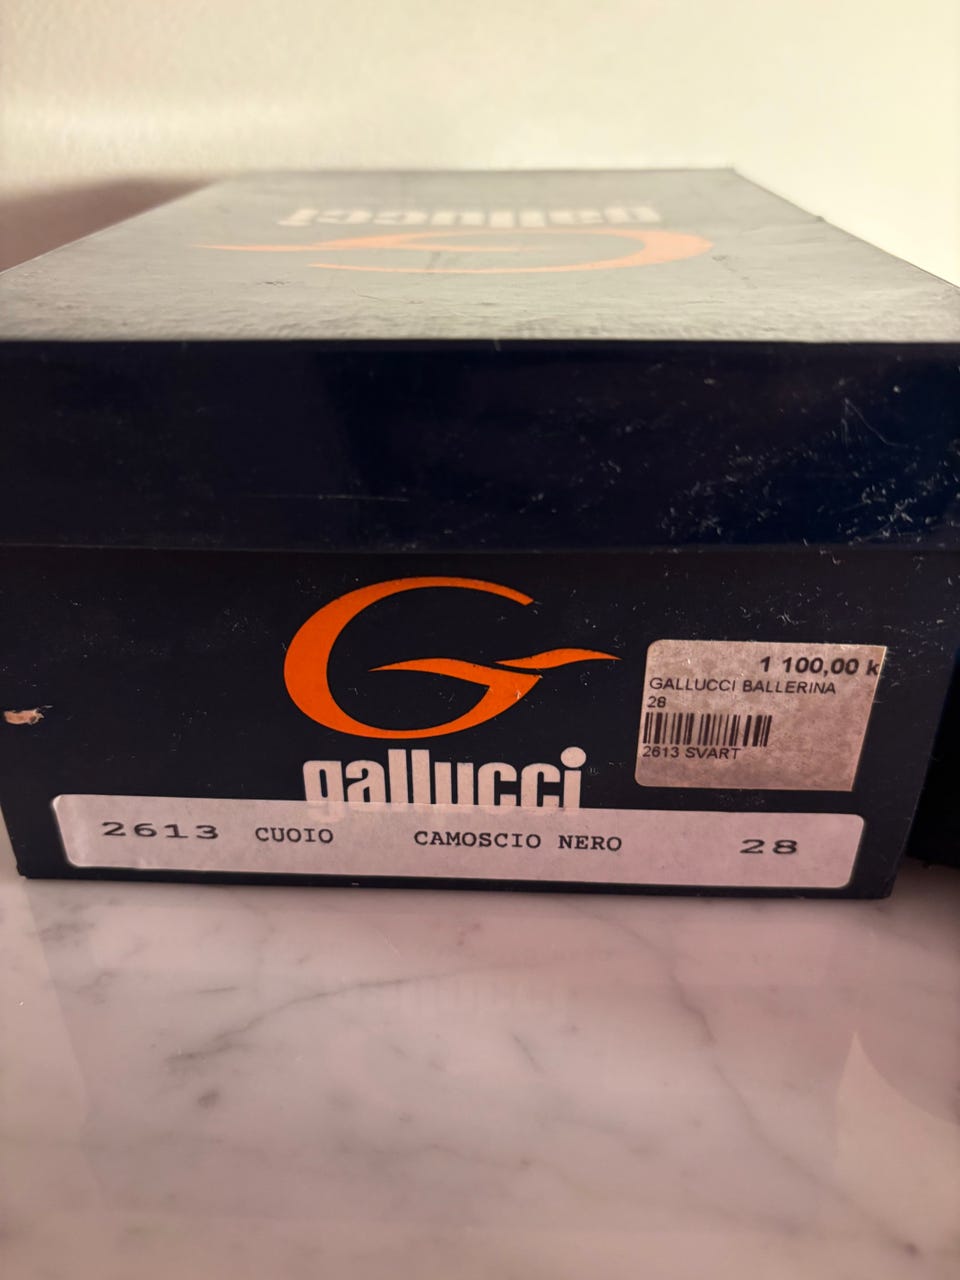 gallucci
gallucci
1 100,00 k
GALLUCCI BALLERINA
28
2613 SVART
2613 CUOIO CAMOSCIO NERO 28